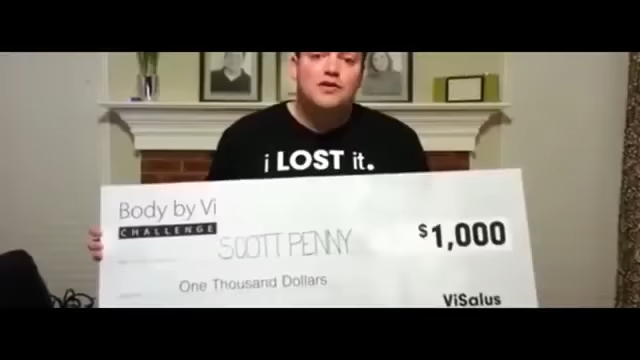 i LOST it.
Body by Vi
CHALLENGE
SCOTT PENNY
$1,000
One Thousand Dollars
ViSalus